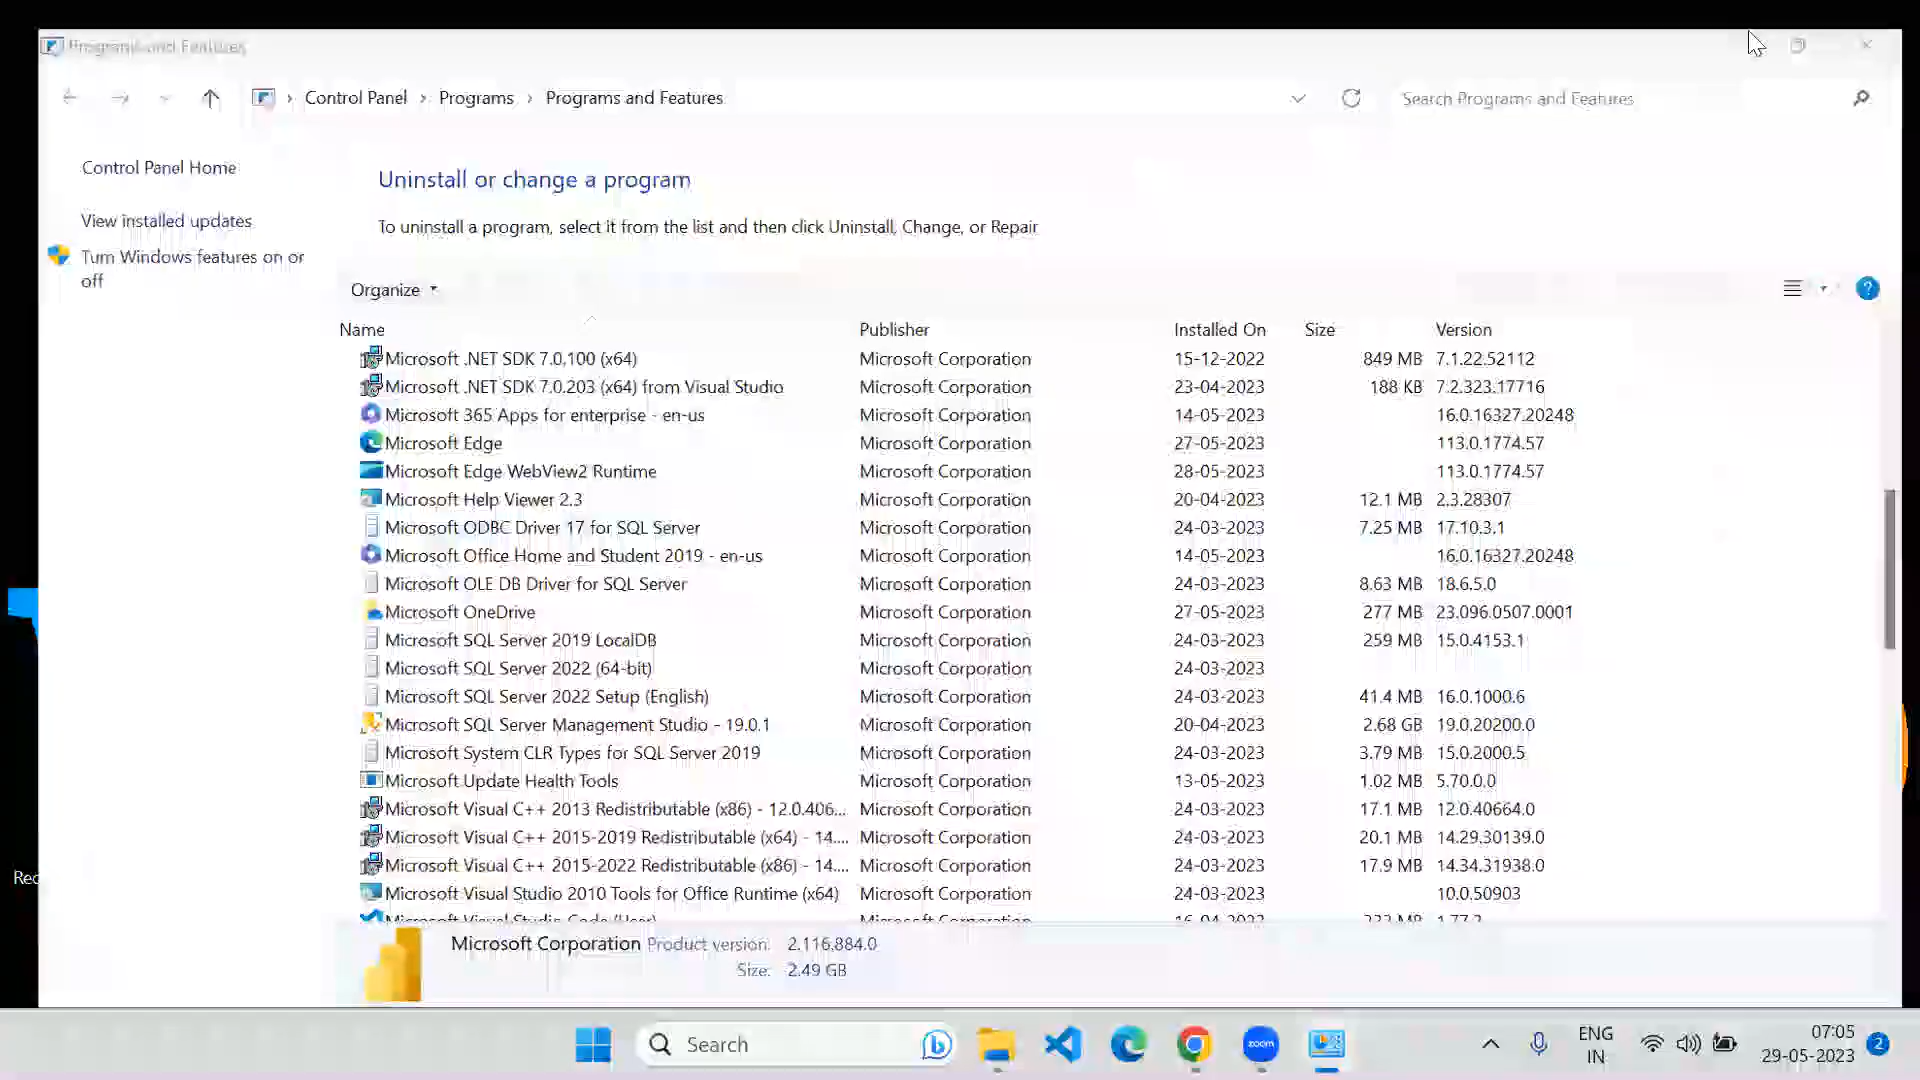 Programs and Features
Control Panel › Programs › Programs and Features
Search Programs and Features
Control Panel Home
View installed updates
Turn Windows features on or
off
Uninstall or change a program
To uninstall a program, select it from the list and then click Uninstall, Change, or Repair
Organize
Name Publisher Installed On Size Version
Microsoft .NET SDK 7.0.100 (x64) Microsoft Corporation 15-12-2022 849 MB 7.1.22.52112
Microsoft .NET SDK 7.0.203 (x64) from Visual Studio Microsoft Corporation 23-04-2023 188 KB 7.2.323.17716
Microsoft 365 Apps for enterprise - en-us Microsoft Corporation 14-05-2023 16.0.16327.20248
Microsoft Edge Microsoft Corporation 27-05-2023 113.0.1774.57
Microsoft Edge WebView2 Runtime Microsoft Corporation 28-05-2023 113.0.1774.57
Microsoft Help Viewer 2.3 Microsoft Corporation 20-04-2023 12.1 MB 2.3.28307
Microsoft ODBC Driver 17 for SQL Server Microsoft Corporation 24-03-2023 7.25 MB 17.10.3.1
Microsoft Office Home and Student 2019 - en-us Microsoft Corporation 14-05-2023 16.0.16327.20248
Microsoft OLE DB Driver for SQL Server Microsoft Corporation 24-03-2023 8.63 MB 18.6.5.0
Microsoft OneDrive Microsoft Corporation 27-05-2023 277 MB 23.096.0507.0001
Microsoft SQL Server 2019 LocalDB Microsoft Corporation 24-03-2023 259 MB 15.0.4153.1
Microsoft SQL Server 2022 (64-bit) Microsoft Corporation 24-03-2023
Microsoft SQL Server 2022 Setup (English) Microsoft Corporation 24-03-2023 41.4 MB 16.0.1000.6
Microsoft SQL Server Management Studio - 19.0.1 Microsoft Corporation 20-04-2023 2.68 GB 19.0.20200.0
Microsoft System CLR Types for SQL Server 2019 Microsoft Corporation 24-03-2023 3.79 MB 15.0.2000.5
Microsoft Update Health Tools Microsoft Corporation 13-05-2023 1.02 MB 5.70.0.0
Microsoft Visual C++ 2013 Redistributable (x86) - 12.0.406... Microsoft Corporation 24-03-2023 17.1 MB 12.0.40664.0
Microsoft Visual C++ 2015-2019 Redistributable (x64) - 14.... Microsoft Corporation 24-03-2023 20.1 MB 14.29.30139.0
Microsoft Visual C++ 2015-2022 Redistributable (x86) - 14.... Microsoft Corporation 24-03-2023 17.9 MB 14.34.31938.0
Microsoft Visual Studio 2010 Tools for Office Runtime (x64) Microsoft Corporation 24-03-2023 10.0.50903
Microsoft Visual Studio Code (User) Microsoft Corporation
Microsoft Corporation Product version: 2.116.884.0
Size: 2.49 GB
Rec
Search
zoom
ENG
IN
07:05
29-05-2023
2